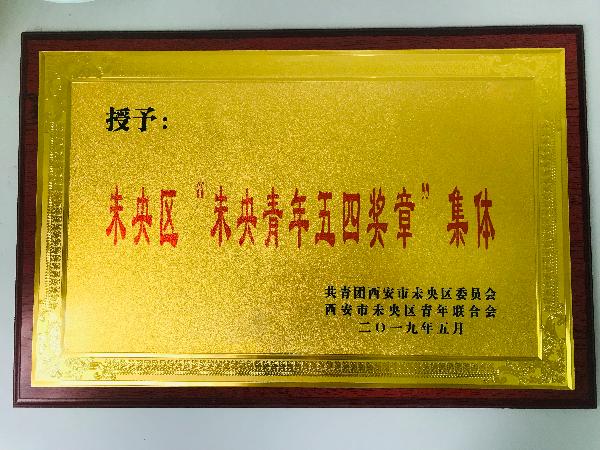 授予：
未央区“未央青年五四奖章”集体
共青团西安市未央区委员会
西安市未央区青年联合会
二〇一九年五月